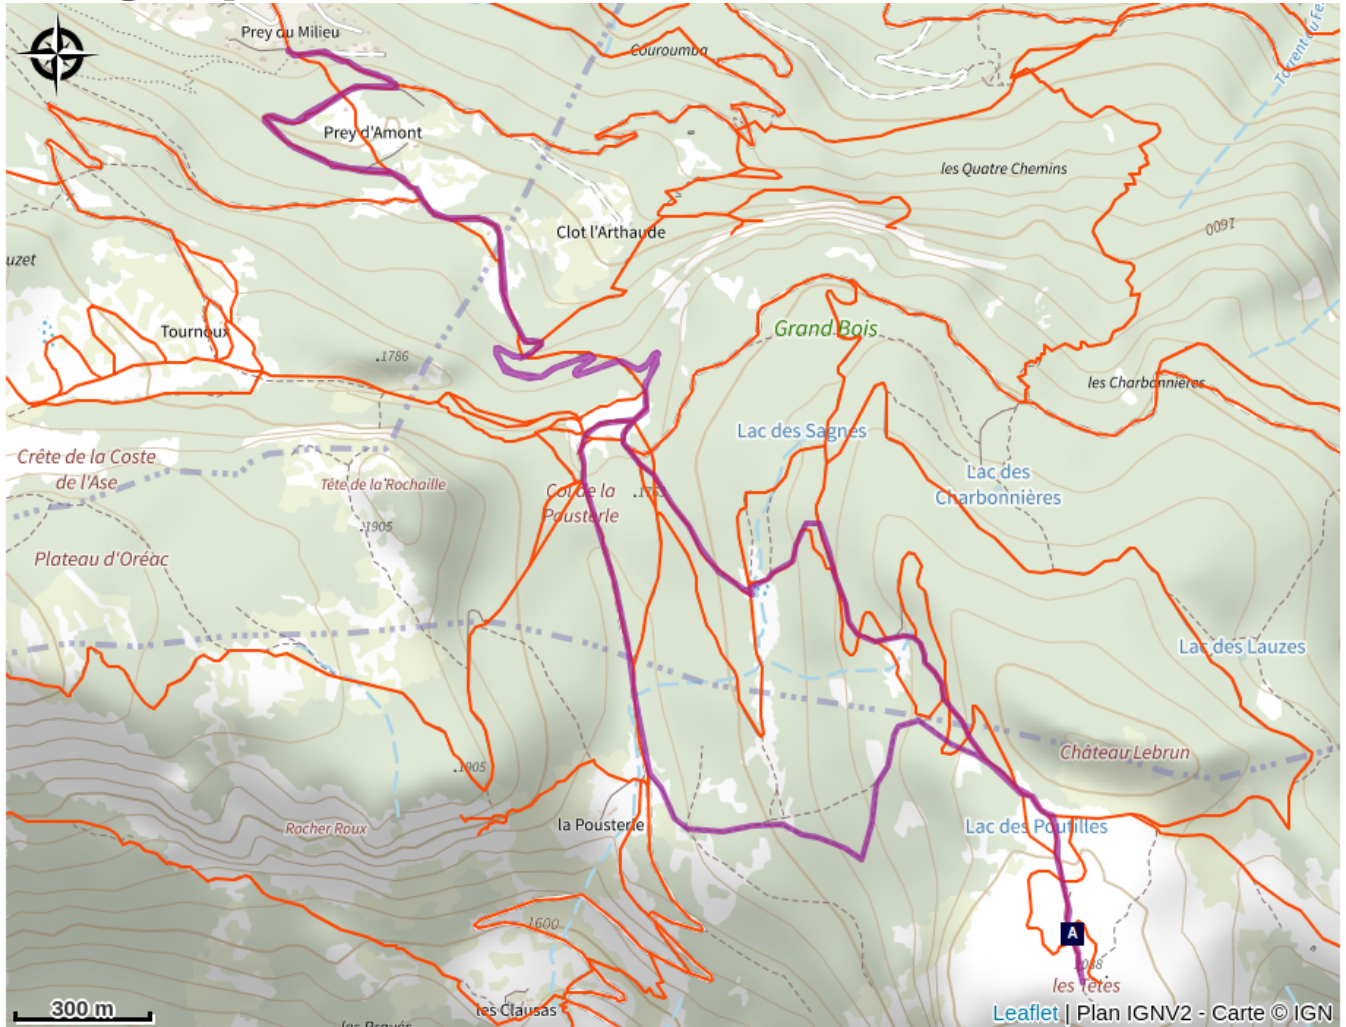 Prey du Milieu
Couroumba
Prey d'Amont
les Quatre Chemins
Clot l'Arthaude
1600
uzet
Grand Bois
Tournoux
.1786
les Charbonnières
Lac des Sagnes
Crête de la Coste
de l'Ase
Tête de la Rochaille
Col de la
Pousterle
Lac des
Charbonnières
.1905
Plateau d'Oréac
Lac des Lauzes
Château Lebrun
.1905
Rocher Roux
la Pousterle
Lac des Poutilles
1600
A
les Têtes
les Clausas
300 m
Leaflet | Plan IGNV2 - Carte © IGN